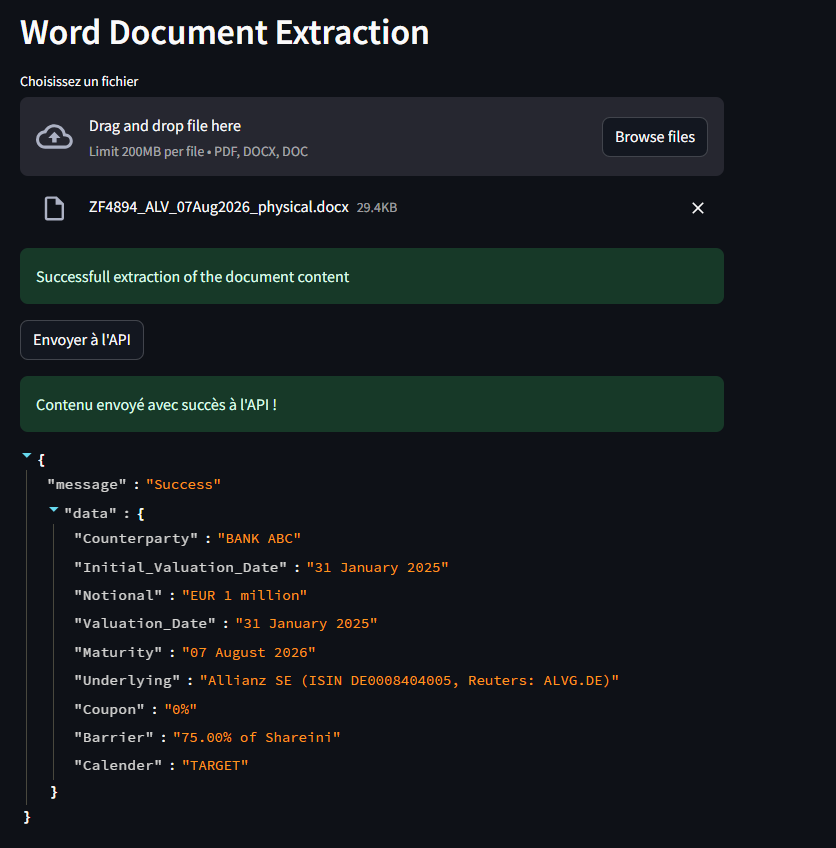 Word Document Extraction
Choisissez un fichier
Drag and drop file here
Limit 200MB per file • PDF, DOCX, DOC
Browse files
ZF4894_ALV_07Aug2026_physical.docx 29.4KB
Successfull extraction of the document content
Envoyer à l'API
Contenu envoyé avec succès à l'API !
{
"message" : "Success"
"data" : {
"Counterparty" : "BANK ABC"
"Initial_Valuation_Date" : "31 January 2025"
"Notional" : "EUR 1 million"
"Valuation_Date" : "31 January 2025"
"Maturity" : "07 August 2026"
"Underlying" : "Allianz SE (ISIN DE0008404005, Reuters: ALVG.DE)"
"Coupon" : "0%"
"Barrier" : "75.00% of Shareini"
"Calender" : "TARGET"
}
}